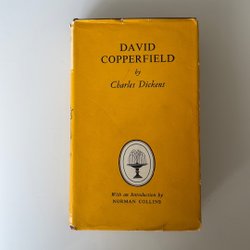 DAVID
COPPERFIELD
by
Charles Dickens
With an Introduction by
NORMAN COLLINS